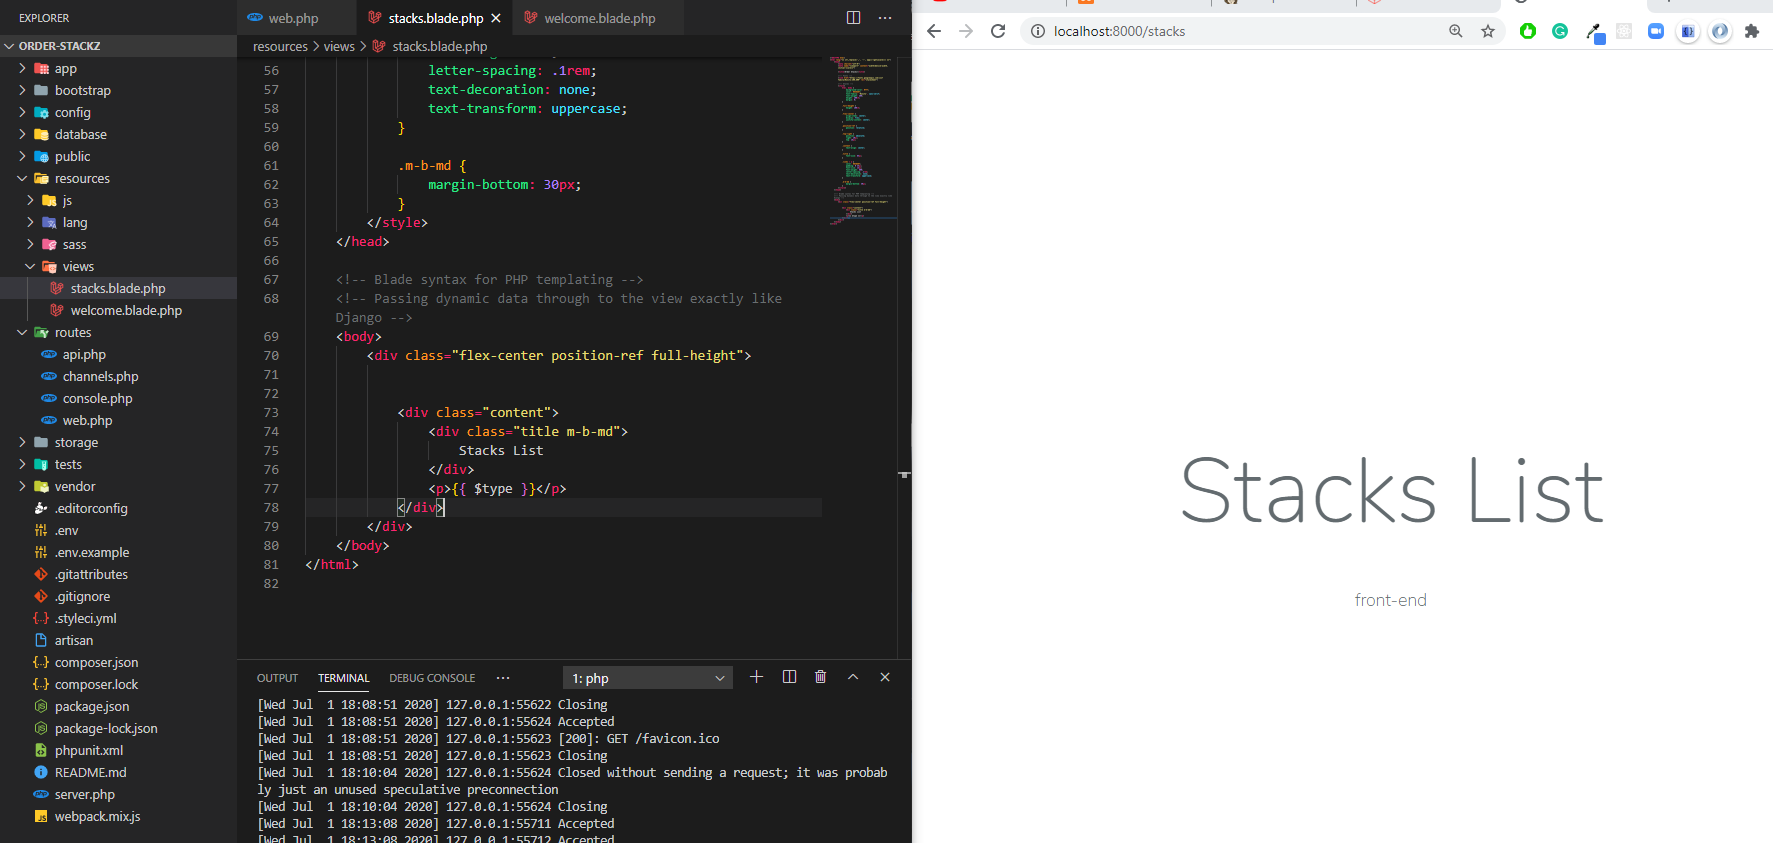 EXPLORER
ORDER-STACKZ
app
bootstrap
config
database
public
resources
js
lang
sass
views
stacks.blade.php
welcome.blade.php
routes
api.php
channels.php
console.php
web.php
storage
tests
vendor
.editorconfig
.env
.env.example
.gitattributes
.gitignore
.styleci.yml
artisan
composer.json
composer.lock
package.json
package-lock.json
phpunit.xml
README.md
server.php
webpack.mix.js
web.php
stacks.blade.php
welcome.blade.php
resources > views > stacks.blade.php
56 letter-spacing: .1rem;
57 text-decoration: none;
58 text-transform: uppercase;
59 }
60
61 .m-b-md {
62 margin-bottom: 30px;
63 }
64 </style>
65 </head>
66
67 <!-- Blade syntax for PHP templating -->
68 <!-- Passing dynamic data through to the view exactly like
Django -->
69 <body>
70 <div class="flex-center position-ref full-height">
71
72
73 <div class="content">
74 <div class="title m-b-md">
75 Stacks List
76 </div>
77 <p>{{ $type }}</p>
78 </div>
79 </div>
80 </body>
81 </html>
82
OUTPUT TERMINAL DEBUG CONSOLE ... 1: php
[Wed Jul  1 18:08:51 2020] 127.0.0.1:55622 Closing
[Wed Jul  1 18:08:51 2020] 127.0.0.1:55624 Accepted
[Wed Jul  1 18:08:51 2020] 127.0.0.1:55623 [200]: GET /favicon.ico
[Wed Jul  1 18:08:51 2020] 127.0.0.1:55623 Closing
[Wed Jul  1 18:10:04 2020] 127.0.0.1:55624 Closed without sending a request; it was probab
ly just an unused speculative preconnection
[Wed Jul  1 18:10:04 2020] 127.0.0.1:55624 Closing
[Wed Jul  1 18:13:08 2020] 127.0.0.1:55711 Accepted
[Wed Jul  1 18:13:08 2020] 127.0.0.1:55712 Accepted
localhost:8000/stacks
Stacks List
front-end